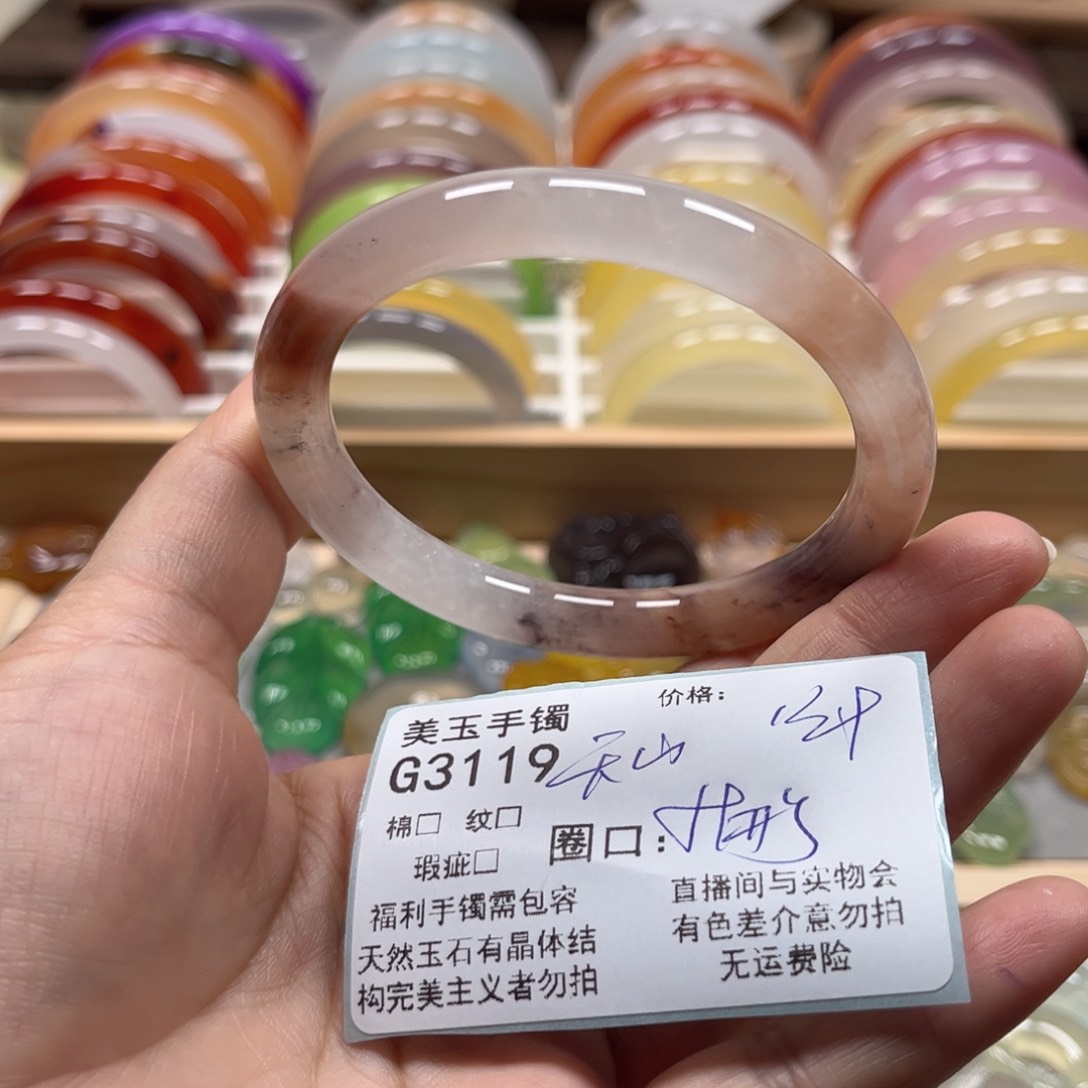 美玉手镯
价格：
G3119 天山
棉□ 纹□
瑕疵□
圈口：
福利手镯需包容
天然玉石有晶体结
构完美主义者勿拍
直播间与实物会
有色差介意勿拍
无运费险